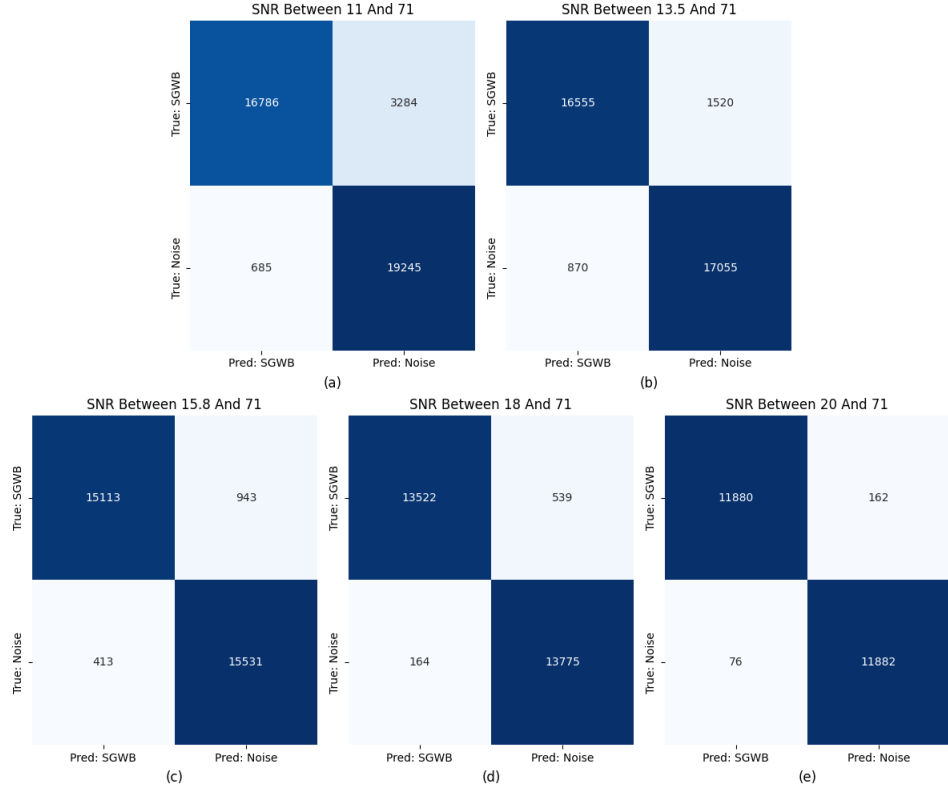 SNR Between 11 And 71
True: SGWB
16786
3284
True: Noise
685
19245
Pred: SGWB
Pred: Noise
(a)
SNR Between 13.5 And 71
True: SGWB
16555
1520
True: Noise
870
17055
Pred: SGWB
Pred: Noise
(b)
SNR Between 15.8 And 71
True: SGWB
15113
943
True: Noise
413
15531
Pred: SGWB
Pred: Noise
(c)
SNR Between 18 And 71
True: SGWB
13522
539
True: Noise
164
13775
Pred: SGWB
Pred: Noise
(d)
SNR Between 20 And 71
True: SGWB
11880
162
True: Noise
76
11882
Pred: SGWB
Pred: Noise
(e)